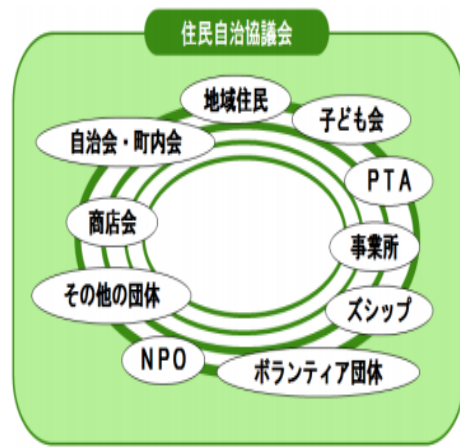 住民自治協議会
地域住民
子ども会
自治会・町内会
PTA
商店会
事業所
その他の団体
ズシップ
NPO
ボランティア団体